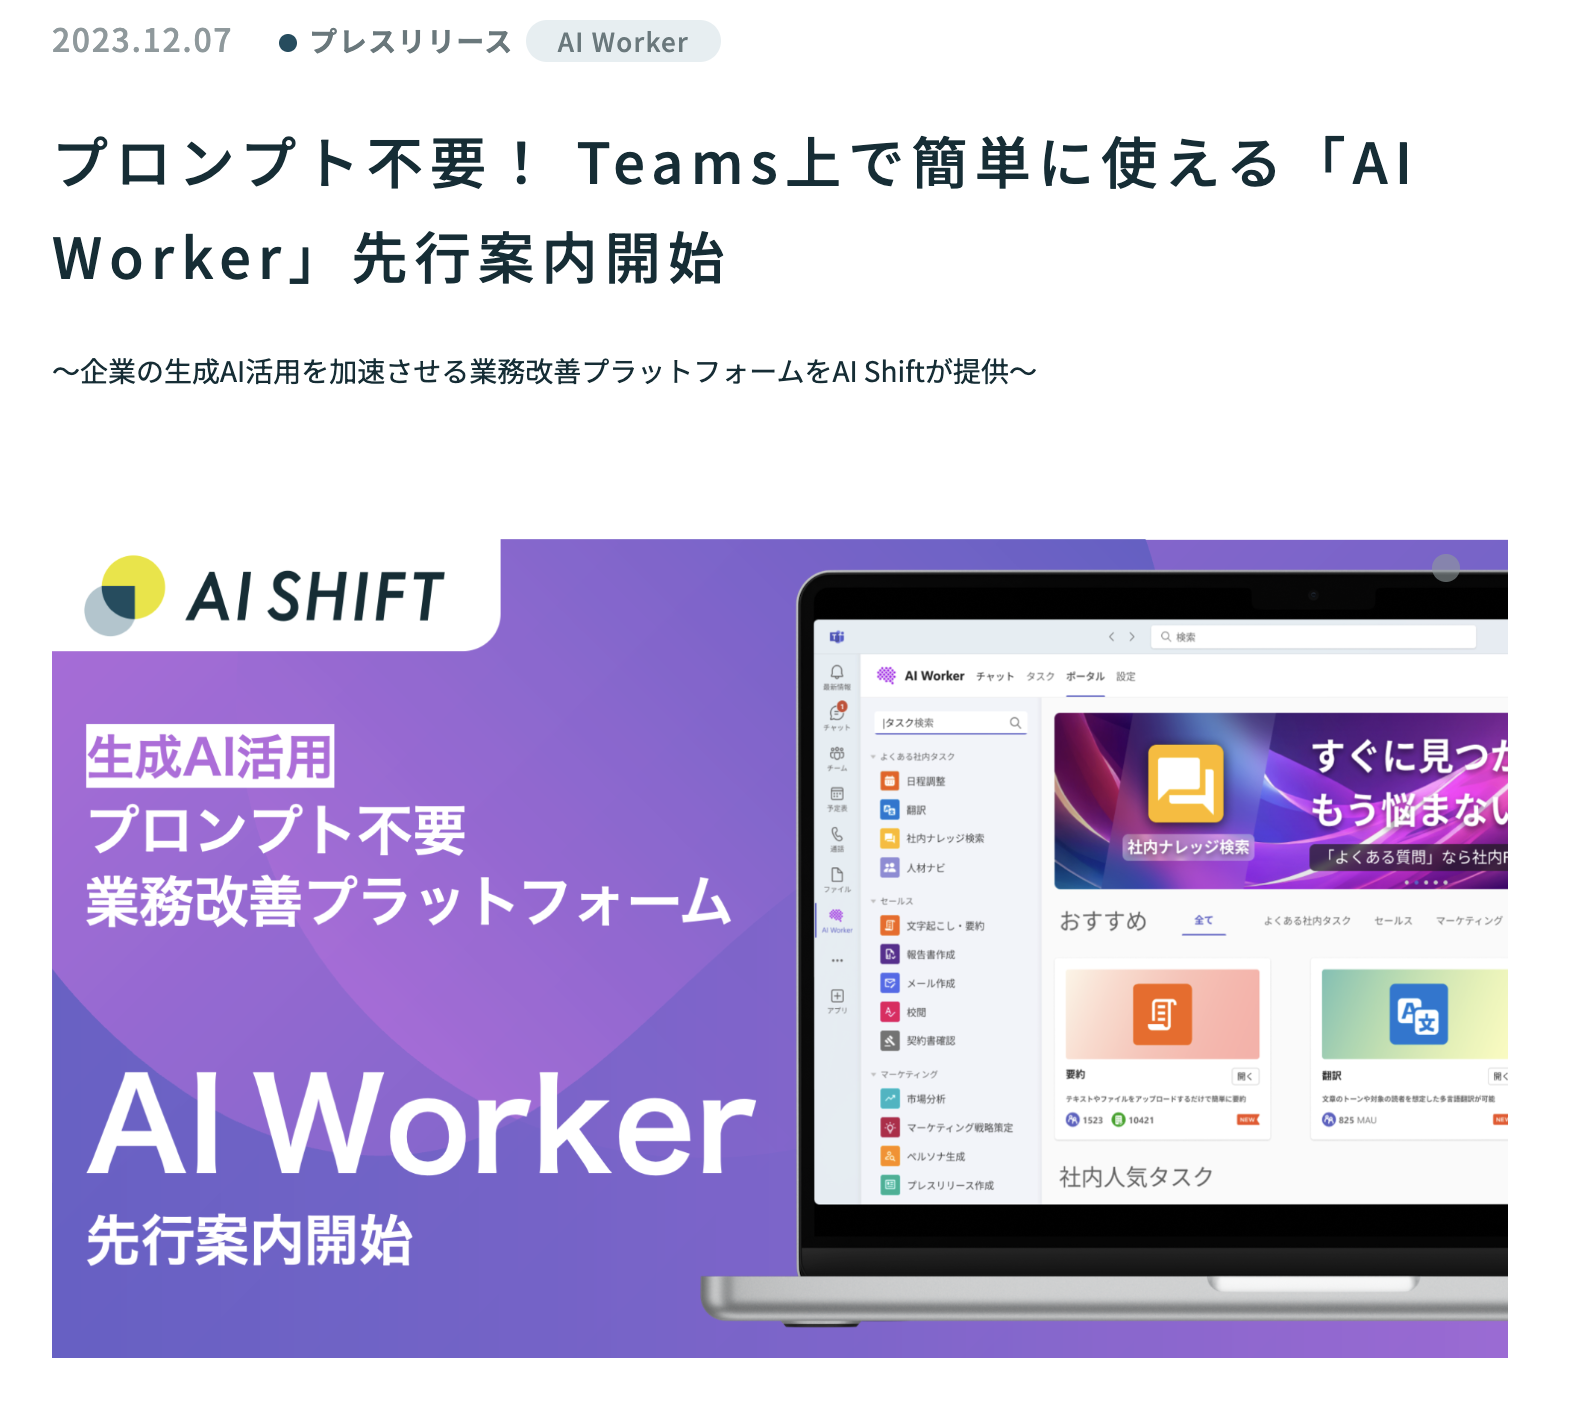 2023.12.07 プレスリリース AI Worker
プロンプト不要！ Teams上で簡単に使える「AI
Worker」先行案内開始
～企業の生成AI活用を加速させる業務改善プラットフォームをAI Shiftが提供～
AI SHIFT
生成AI活用
プロンプト不要
業務改善プラットフォーム
AI Worker
先行案内開始
検索
最新情報
チャット
1
チーム
予定表
通話
ファイル
AI Worker
アプリ
AI Worker チャット タスク ポータル 設定
タスク検索
よくある社内タスク
日程調整
翻訳
社内ナレッジ検索
人材ナビ
セールス
文字起こし・要約
報告書作成
メール作成
校閲
契約書確認
マーケティング
市場分析
マーケティング戦略策定
ペルソナ生成
プレスリリース作成
社内ナレッジ検索
すぐに見つか
もう悩まない
「よくある質問」なら社内F
おすすめ 全て よくある社内タスク セールス マーケティング
要約 開く
テキストやファイルをアップロードするだけで簡単に要約
1523 10421 NEW
翻訳 開く
文章のトーンや対象の読者を想定した多言語翻訳が可能
825 MAU NEW
社内人気タスク